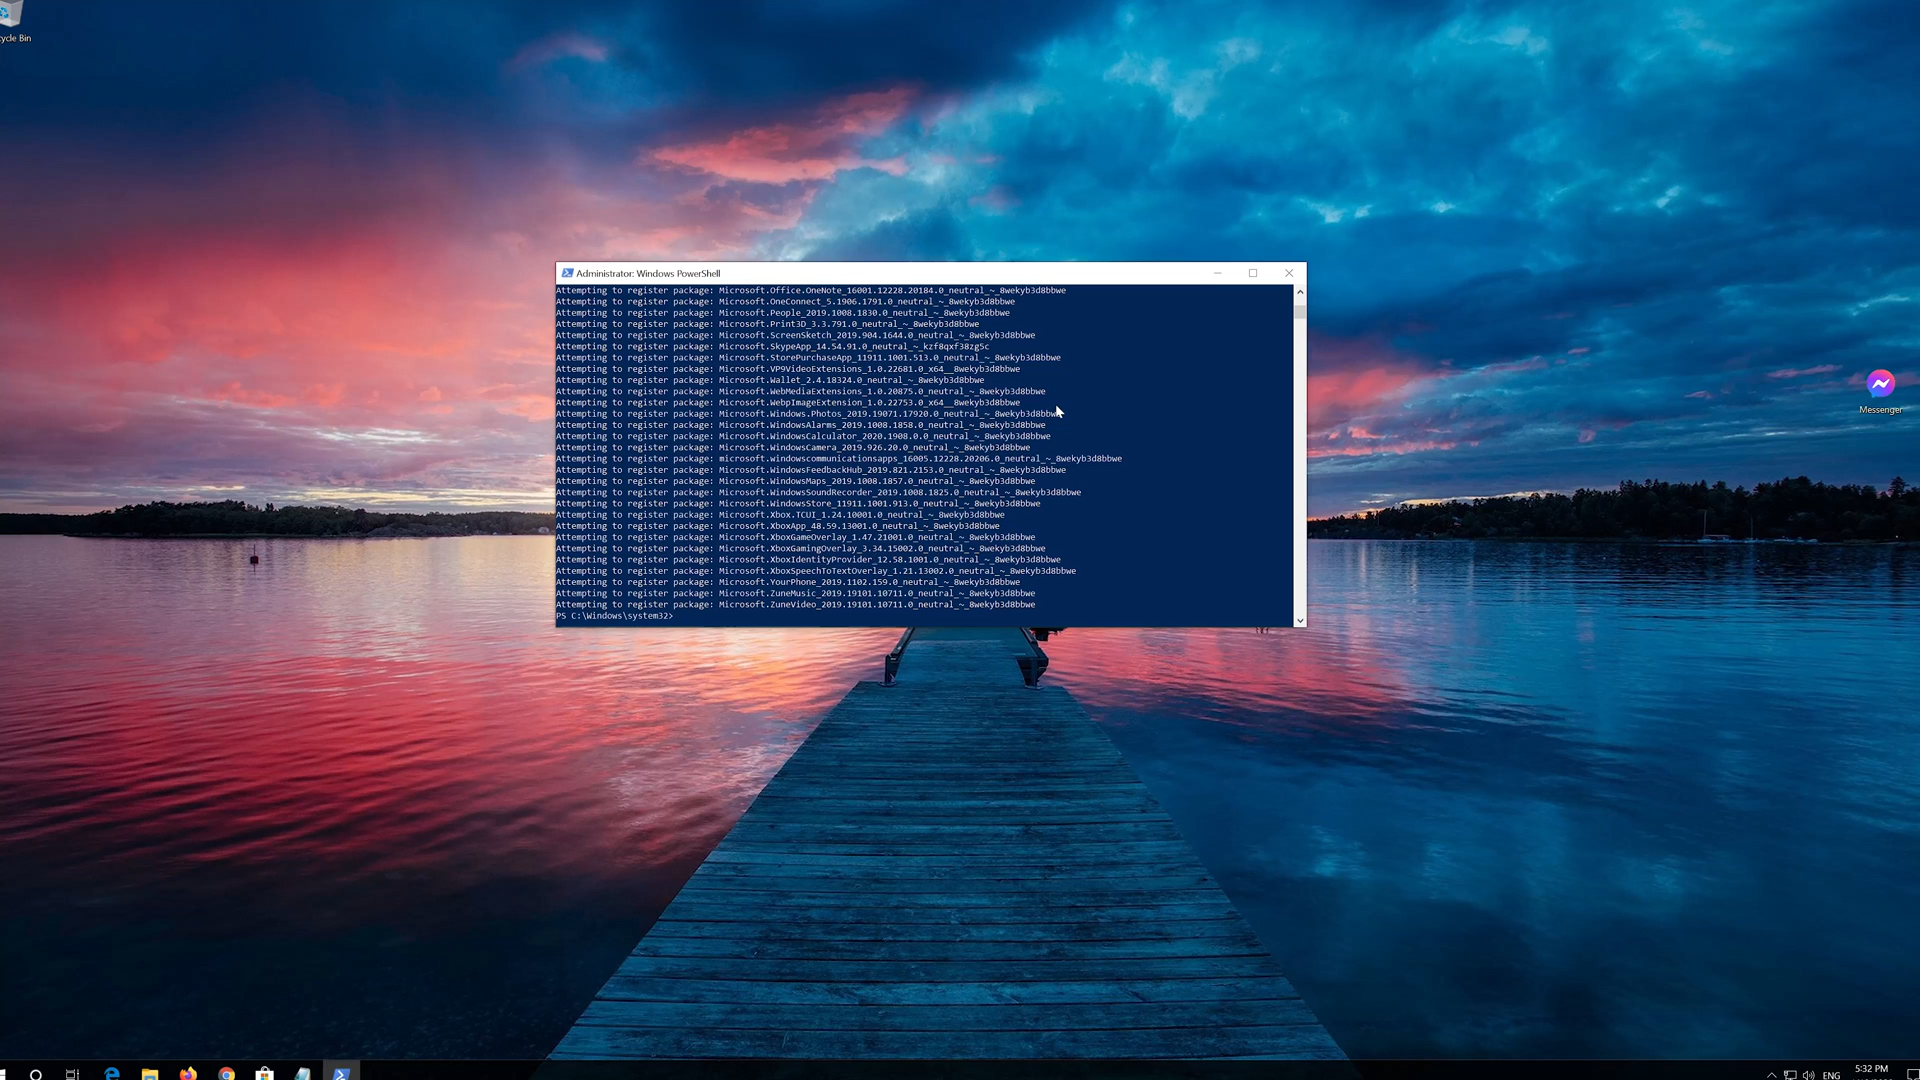 cycle Bin
Administrator: Windows PowerShell
Attempting to register package: Microsoft.Office.OneNote_16001.12228.20184.0_neutral_~_8wekyb3d8bbwe
Attempting to register package: Microsoft.OneConnect_5.1906.1791.0_neutral_~_8wekyb3d8bbwe
Attempting to register package: Microsoft.People_2019.1008.1830.0_neutral_~_8wekyb3d8bbwe
Attempting to register package: Microsoft.Print3D_3.3.791.0_neutral_~_8wekyb3d8bbwe
Attempting to register package: Microsoft.ScreenSketch_2019.904.1644.0_neutral_~_8wekyb3d8bbwe
Attempting to register package: Microsoft.SkypeApp_14.54.91.0_neutral_~_kzf8qxf38zg5c
Attempting to register package: Microsoft.StorePurchaseApp_11911.1001.513.0_neutral_~_8wekyb3d8bbwe
Attempting to register package: Microsoft.VP9VideoExtensions_1.0.22681.0_x64__8wekyb3d8bbwe
Attempting to register package: Microsoft.Wallet_2.4.18324.0_neutral_~_8wekyb3d8bbwe
Attempting to register package: Microsoft.WebMediaExtensions_1.0.20875.0_neutral_~_8wekyb3d8bbwe
Attempting to register package: Microsoft.WebpImageExtension_1.0.22753.0_x64__8wekyb3d8bbwe
Attempting to register package: Microsoft.Windows.Photos_2019.19071.17920.0_neutral_~_8wekyb3d8bbwe
Attempting to register package: Microsoft.WindowsAlarms_2019.1008.1858.0_neutral_~_8wekyb3d8bbwe
Attempting to register package: Microsoft.WindowsCalculator_2020.1908.0.0_neutral_~_8wekyb3d8bbwe
Attempting to register package: Microsoft.WindowsCamera_2019.926.20.0_neutral_~_8wekyb3d8bbwe
Attempting to register package: microsoft.windowscommunicationsapps_16005.12228.20206.0_neutral_~_8wekyb3d8bbwe
Attempting to register package: Microsoft.WindowsFeedbackHub_2019.821.2153.0_neutral_~_8wekyb3d8bbwe
Attempting to register package: Microsoft.WindowsMaps_2019.1008.1857.0_neutral_~_8wekyb3d8bbwe
Attempting to register package: Microsoft.WindowsSoundRecorder_2019.1008.1825.0_neutral_~_8wekyb3d8bbwe
Attempting to register package: Microsoft.WindowsStore_11911.1001.913.0_neutral_~_8wekyb3d8bbwe
Attempting to register package: Microsoft.Xbox.TCUI_1.24.10001.0_neutral_~_8wekyb3d8bbwe
Attempting to register package: Microsoft.XboxApp_48.59.13001.0_neutral_~_8wekyb3d8bbwe
Attempting to register package: Microsoft.XboxGameOverlay_1.47.21001.0_neutral_~_8wekyb3d8bbwe
Attempting to register package: Microsoft.XboxGamingOverlay_3.34.15002.0_neutral_~_8wekyb3d8bbwe
Attempting to register package: Microsoft.XboxIdentityProvider_12.58.1001.0_neutral_~_8wekyb3d8bbwe
Attempting to register package: Microsoft.XboxSpeechToTextOverlay_1.21.13002.0_neutral_~_8wekyb3d8bbwe
Attempting to register package: Microsoft.YourPhone_2019.1102.159.0_neutral_~_8wekyb3d8bbwe
Attempting to register package: Microsoft.ZuneMusic_2019.19101.10711.0_neutral_~_8wekyb3d8bbwe
Attempting to register package: Microsoft.ZuneVideo_2019.19101.10711.0_neutral_~_8wekyb3d8bbwe
PS C:\Windows\system32>
Messenger
ENG
5:32 PM